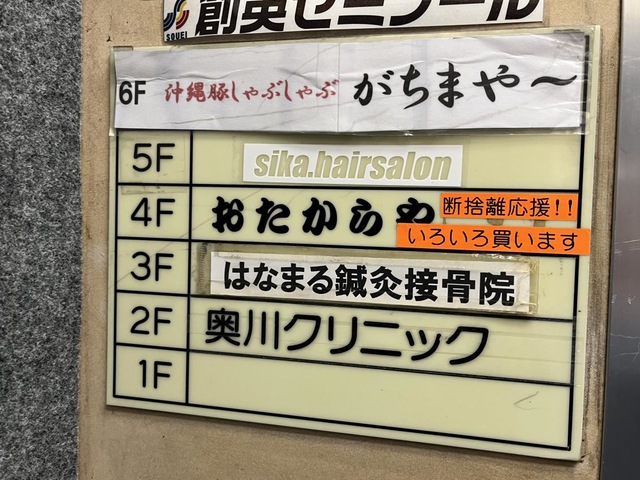 SQUEI 創英ゼミナール
6F 沖縄豚しゃぶしゃぶ がちまや～
5F sika.hairsalon
4F おたからや 断捨離応援!!
いろいろ買います
3F はなまる鍼灸接骨院
2F 奥川クリニック
1F